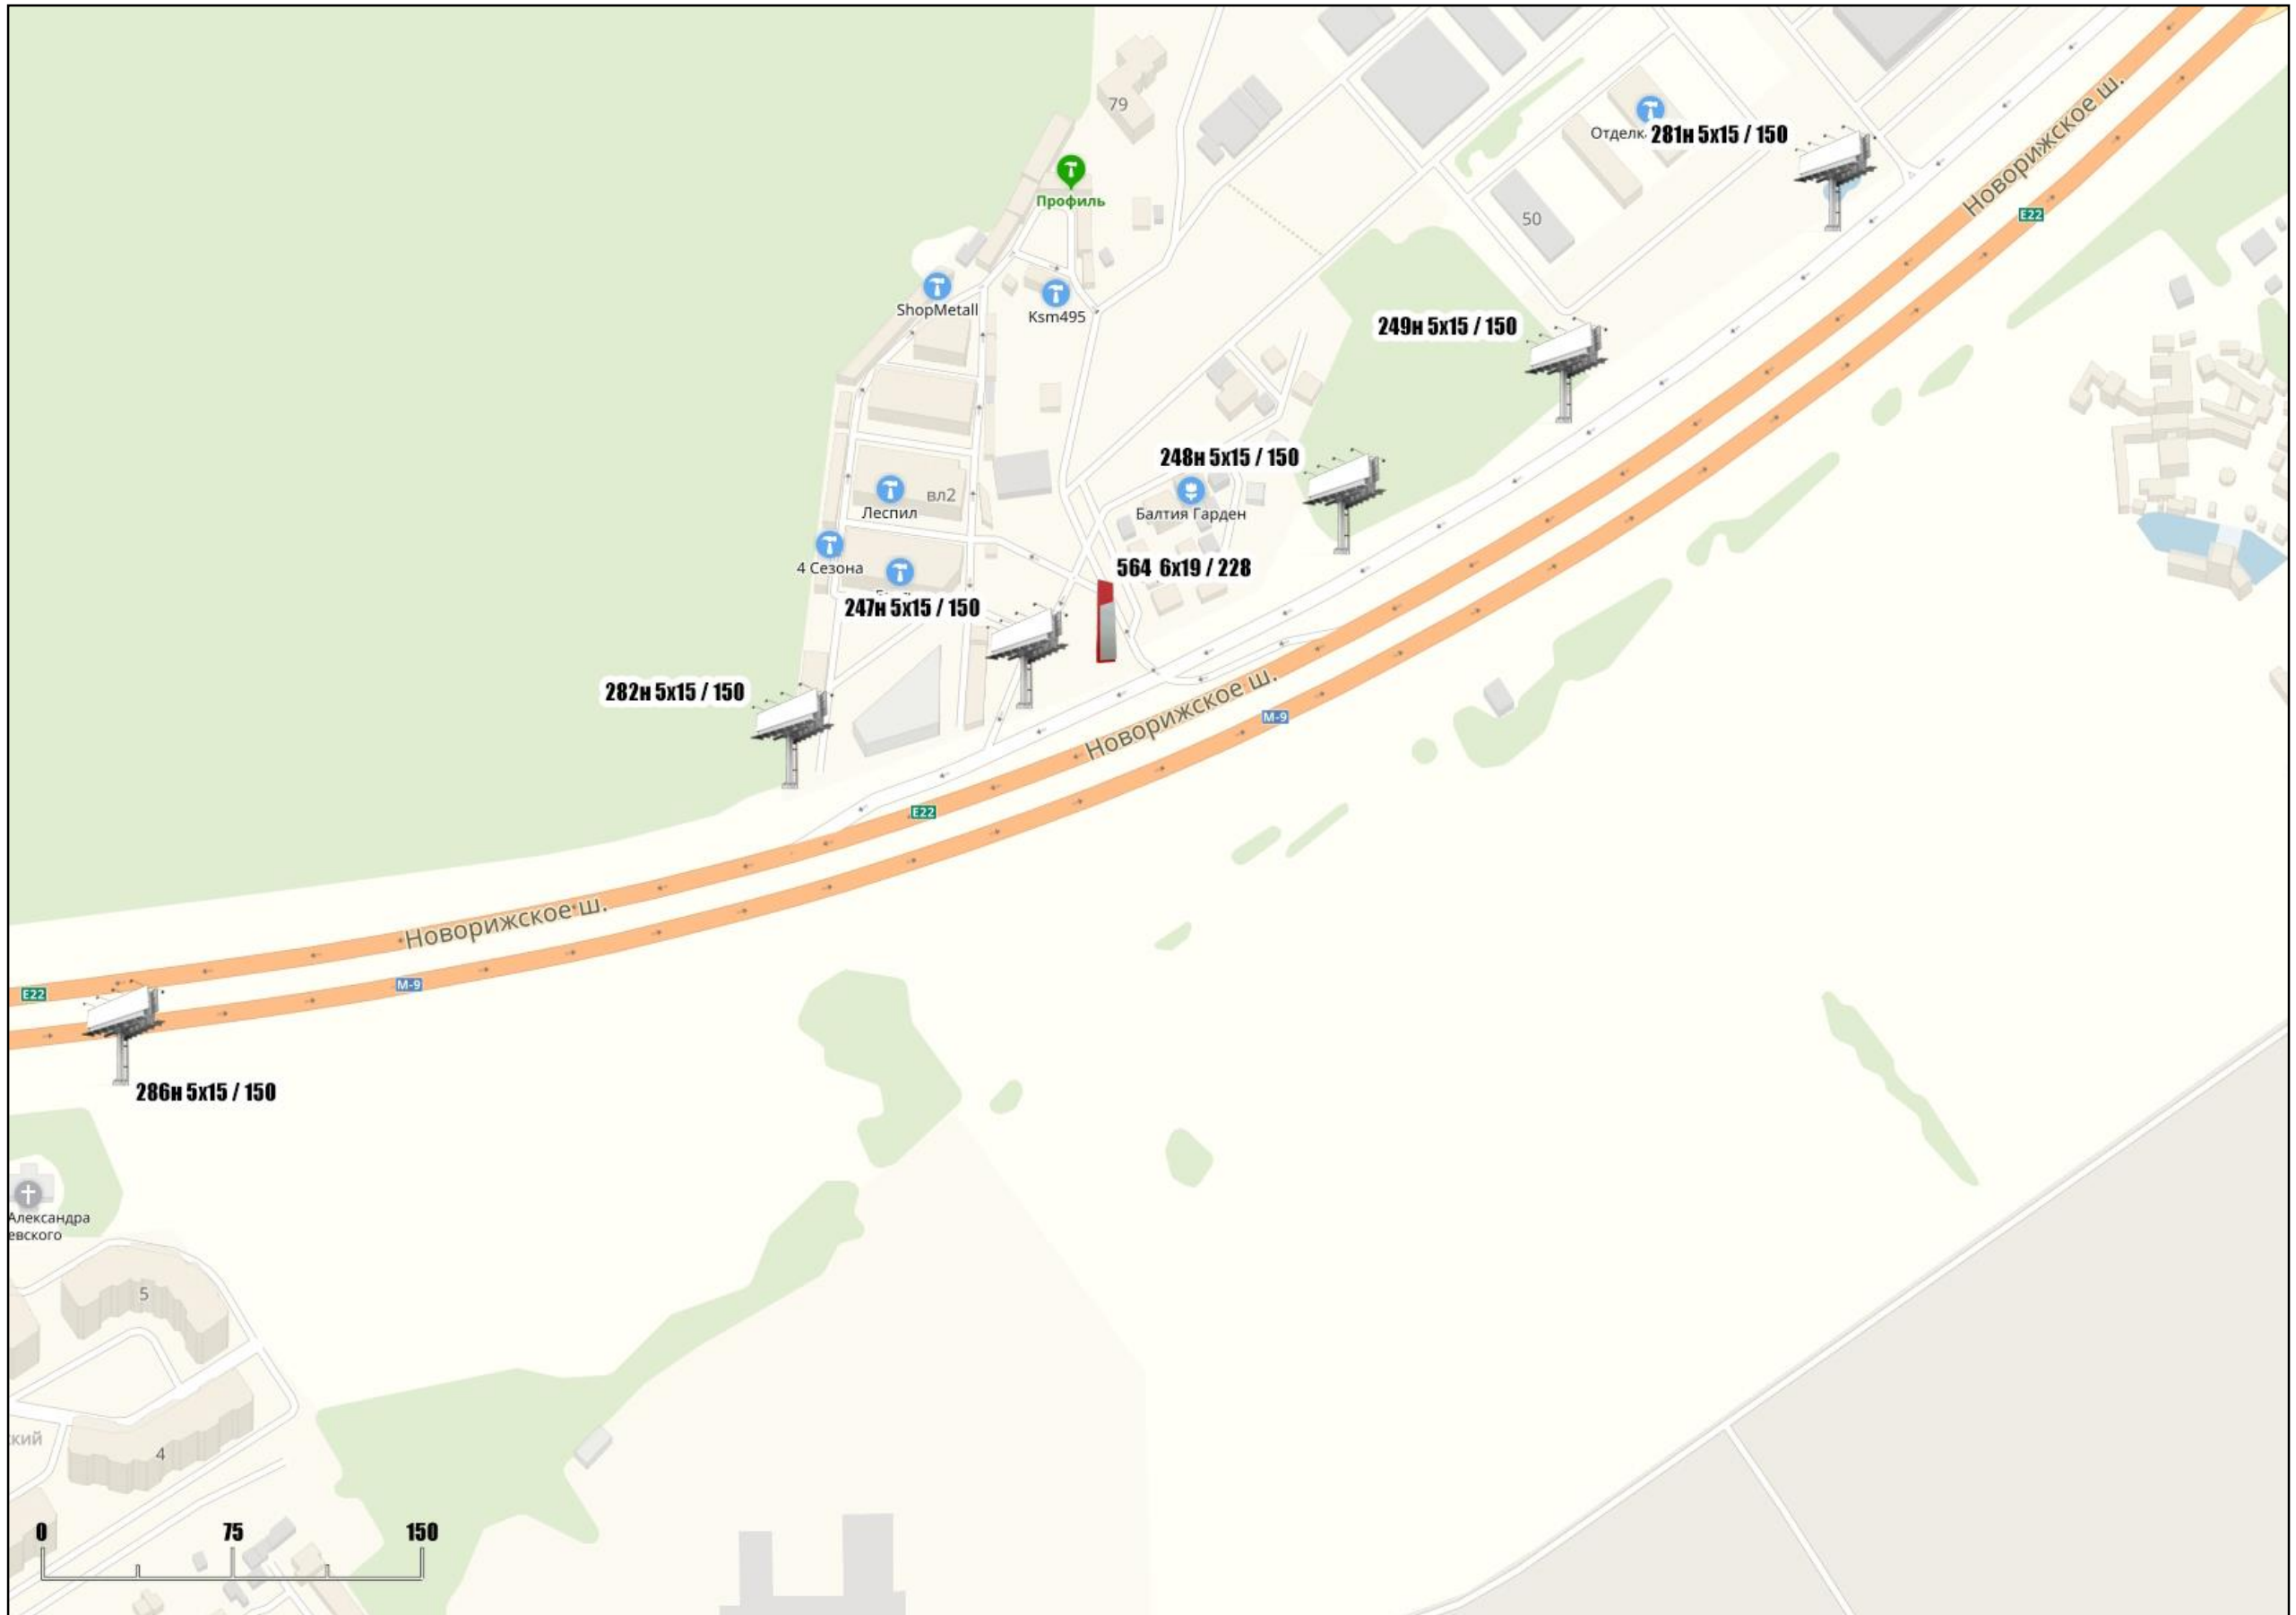 79
Отделк
281н 5х15 / 150
Новорижское ш.
E22
Профиль
50
ShopMetall
Ksm495
249н 5х15 / 150
248н 5х15 / 150
Леспил
вл2
Балтия Гарден
4 Сезона
564 6х19 / 228
247н 5х15 / 150
282н 5х15 / 150
Новорижское ш.
М-9
E22
Новорижское ш.
E22
М-9
286н 5х15 / 150
Александра
евского
5
кий
4
0 75 150